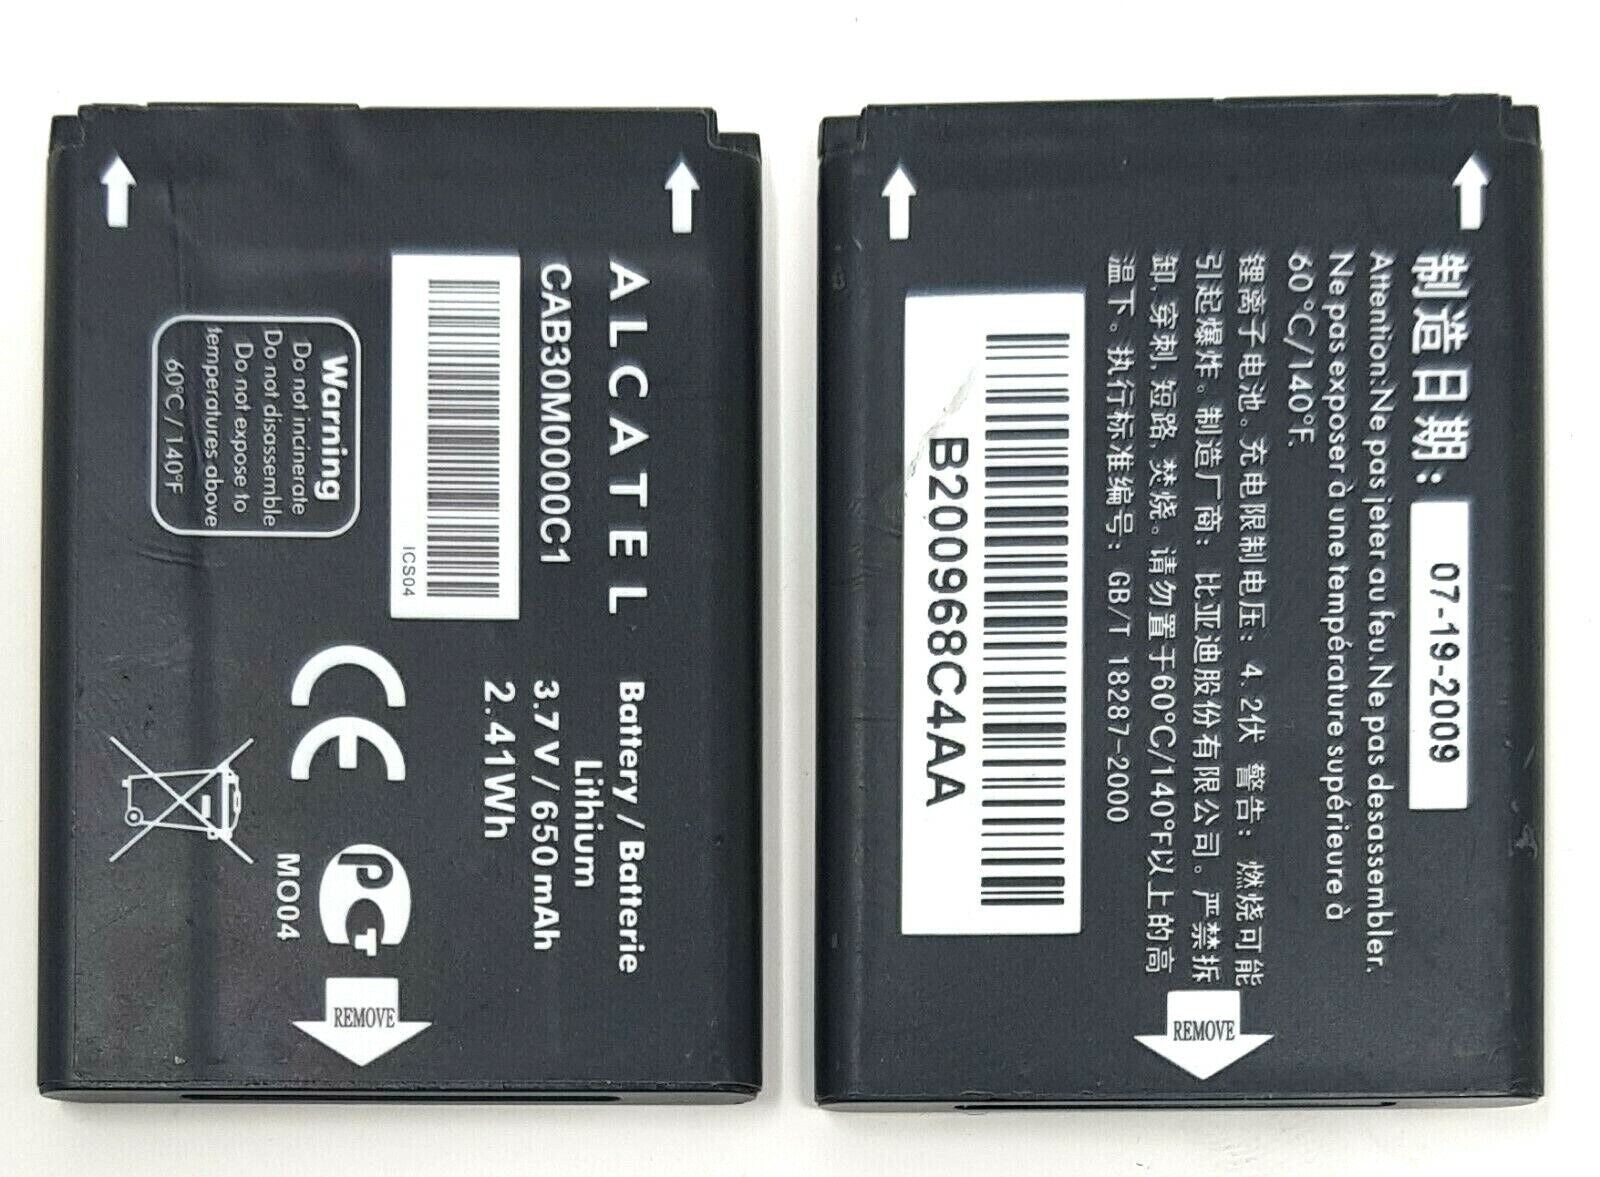 ALCATEL
CAB30M0000C1
ICS04
Battery / Batterie
Lithium
3.7V / 650mAh
2.41Wh
Warning
Do not incinerate
Do not disassemble
Do not expose to
temperatures above
60°C / 140°F
CE
MO04
PCT
REMOVE
制造日期: 07-19-2009
Attention:Ne pas jeter au feu.Ne pas desassembler.
Ne pas exposer à une température supérieure à
60°C/140°F.
锂离子电池。充电限制电压: 4.2伏 警告: 燃烧可能
引起爆炸。制造厂商: 比亚迪股份有限公司。严禁拆
卸,穿刺,短路,焚烧。请勿置于60°C/140°F以上的高
温下。执行标准编号: GB/T 18287-2000
B200968C4AA
REMOVE